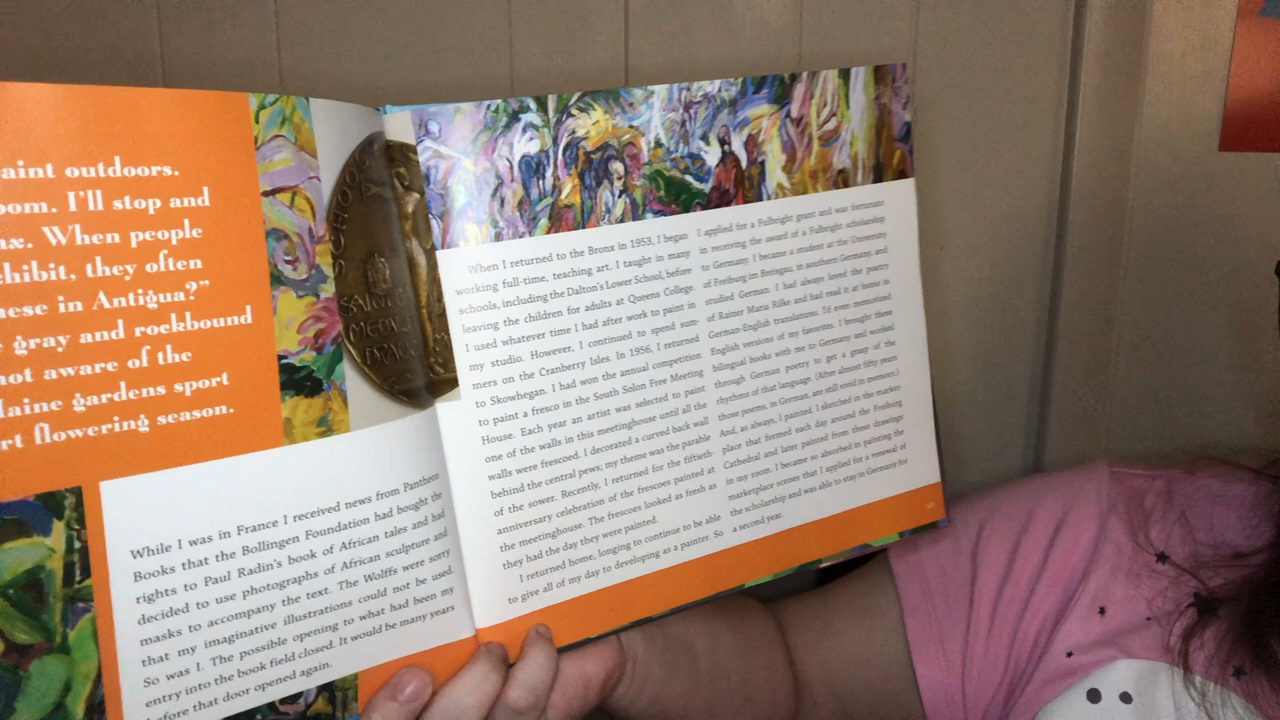 aint outdoors.
oom. I'll stop and
ax. When people
chibit, they often
nese in Antigua?"
gray and rockbound
not aware of the
Maine gardens sport
rt flowering season.
While I was in France I received news from Pantheon
Books that the Bollingen Foundation had bought the
rights to Paul Radin's book of African tales and had
decided to use photographs of African sculpture and
masks to accompany the text. The Wolffs were sorry
that my imaginative illustrations could not be used.
So was I. The possible opening to what had been my
entry into the book field closed. It would be many years
before that door opened again.
SCHOO
SALON
MEDAL
DRAW
When I returned to the Bronx in 1953, I began
working full-time, teaching art. I taught in many
schools, including the Dalton's Lower School, before
leaving the children for adults at Queens College.
I used whatever time I had after work to paint in
my studio. However, I continued to spend sum-
mers on the Cranberry Isles. In 1956, I returned
to Skowhegan. I had won the annual competition
to paint a fresco in the South Solon Free Meeting
House. Each year an artist was selected to paint
one of the walls in this meetinghouse until all the
walls were frescoed. I decorated a curved back wall
behind the central pews; my theme was the parable
of the sower. Recently, I returned for the fiftieth-
anniversary celebration of the frescoes painted at
the meetinghouse. The frescoes looked as fresh as
they had the day they were painted.
I returned home, longing to continue to be able
to give all of my day to developing as a painter. So
I applied for a Fulbright grant and was fortunate
in receiving the award of a Fulbright scholarship
to Germany. I became a student at the University
of Freiburg im Breisgau, in southern Germany, and
studied German. I had always loved the poetry
of Rainer Maria Rilke and had read it at home in
German-English translations. I'd even memorized
English versions of my favorites. I brought these
bilingual books with me to Germany and worked
through German poetry to get a grasp of the
rhythms of that language. (After almost fifty years
those poems, in German, are still vivid in memory.)
And, as always, I painted. I sketched in the market-
place that formed each day around the Freiburg
Cathedral and later painted from these drawings
in my room. I became so absorbed in painting the
marketplace scenes that I applied for a renewal of
the scholarship and was able to stay in Germany for
a second year.